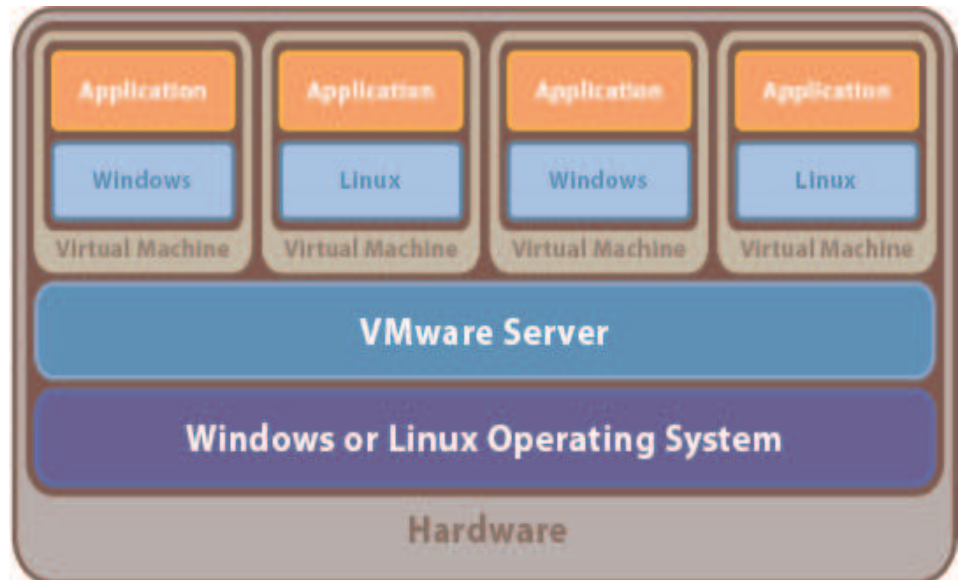 Application Application Application Application
Windows Linux Windows Linux
Virtual Machine Virtual Machine Virtual Machine Virtual Machine
VMware Server
Windows or Linux Operating System
Hardware